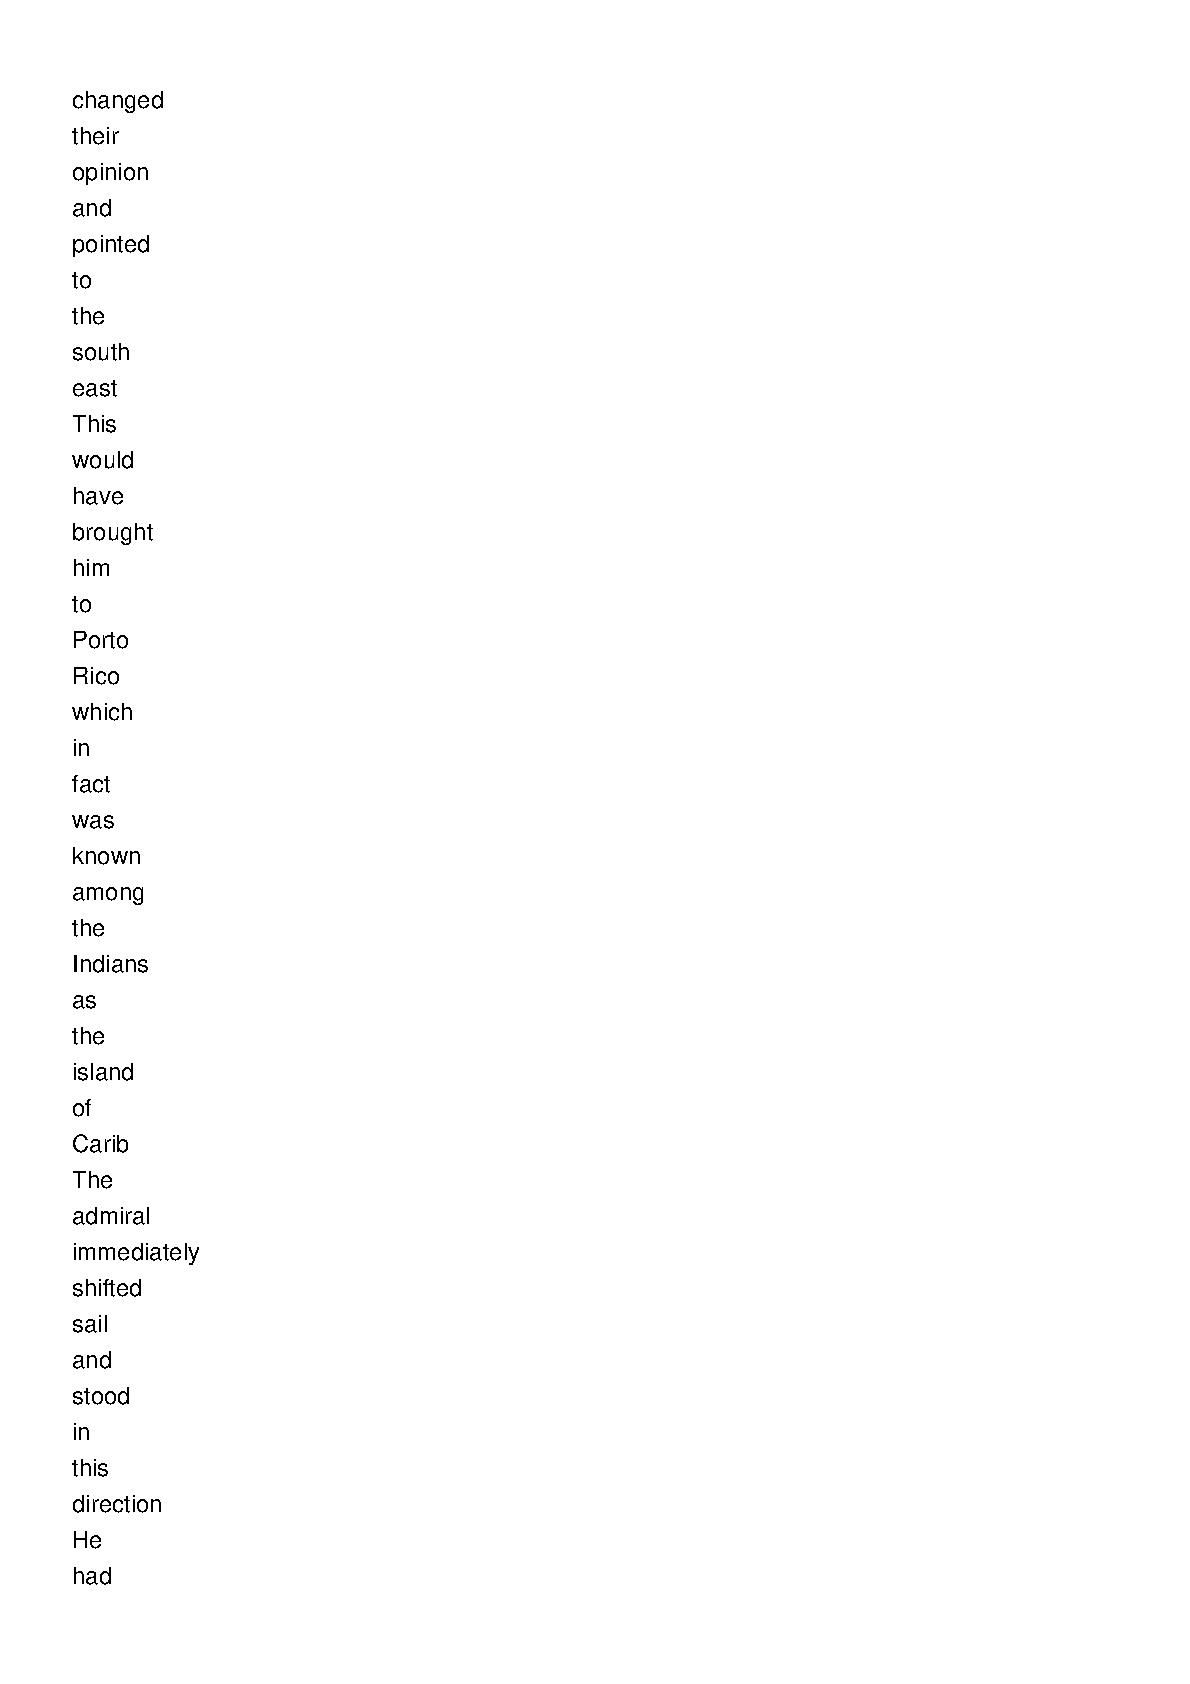 changed
their
opinion
and
pointed
to
the
south
east
This
would
have
brought
him
to
Porto
Rico
which
in
fact
was
known
among
the
Indians
as
the
island
of
Carib
The
admiral
immediately
shifted
sail
and
stood
in
this
direction
He
had